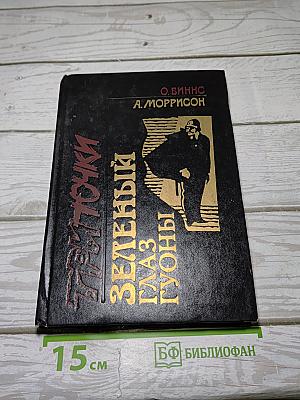 О. БИННС
А. МОРРИСОН
ТРИ ТОЧКИ
ЗЕЛЕНЫЙ
ГЛАЗ
ГУОНЫ
15 СМ
БФ БИБЛИОФАН